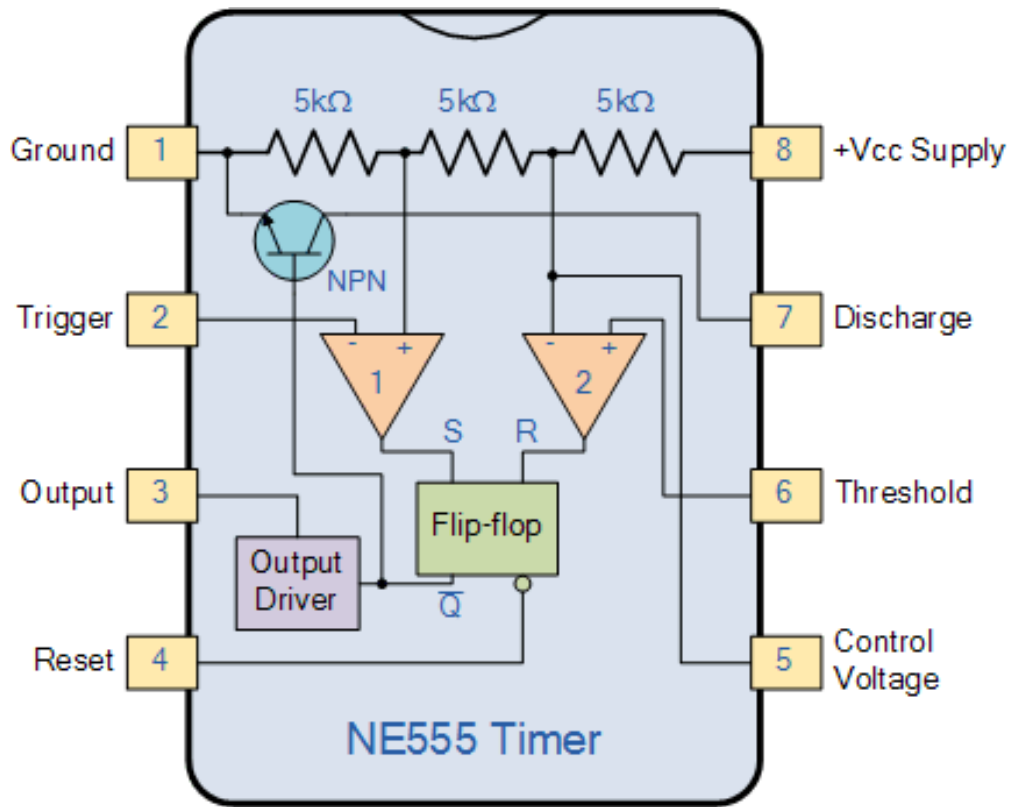 5kΩ 5kΩ 5kΩ
Ground 1
8 +Vcc Supply
NPN
Trigger 2
7 Discharge
- +
- +
1
2
S R
Output 3
6 Threshold
Flip-flop
Output
Driver
Q̅
Reset 4
5 Control
Voltage
NE555 Timer